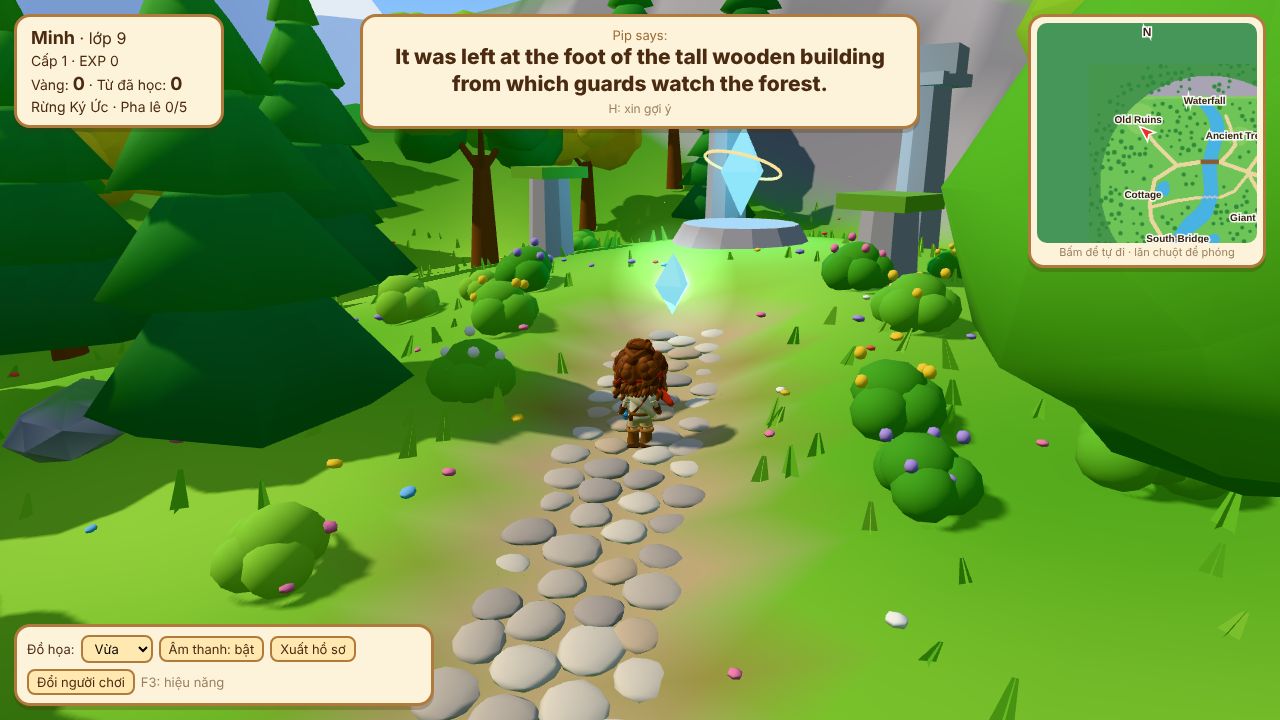 Minh · lớp 9
Cấp 1 · EXP 0
Vàng: 0 · Từ đã học: 0
Rừng Ký Ức · Pha lê 0/5
Pip says:
It was left at the foot of the tall wooden building
from which guards watch the forest.
H: xin gợi ý
N
Waterfall
Old Ruins
Ancient Tre
Cottage
Giant
South Bridge
Bấm để tự đi · lăn chuột để phóng
Đồ họa: Vừa Âm thanh: bật Xuất hồ sơ
Đổi người chơi F3: hiệu năng